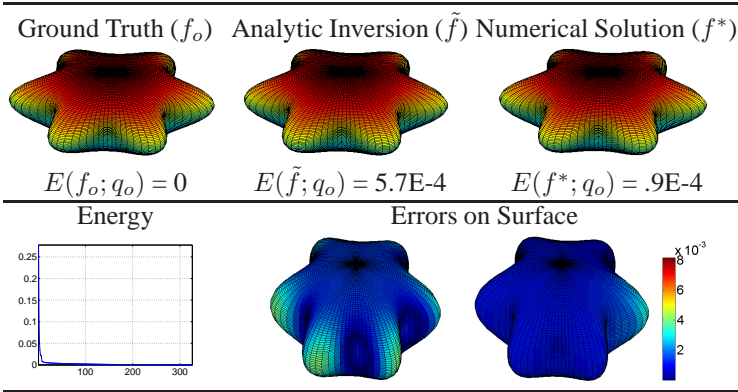 Ground Truth (f_o) Analytic Inversion (f̃) Numerical Solution (f*)
E(f_o; q_o) = 0 E(f̃; q_o) = 5.7E-4 E(f*; q_o) = .9E-4
Energy Errors on Surface
0.25
0.2
0.15
0.1
0.05
0
100 200 300
x 10^-3
8
6
4
2